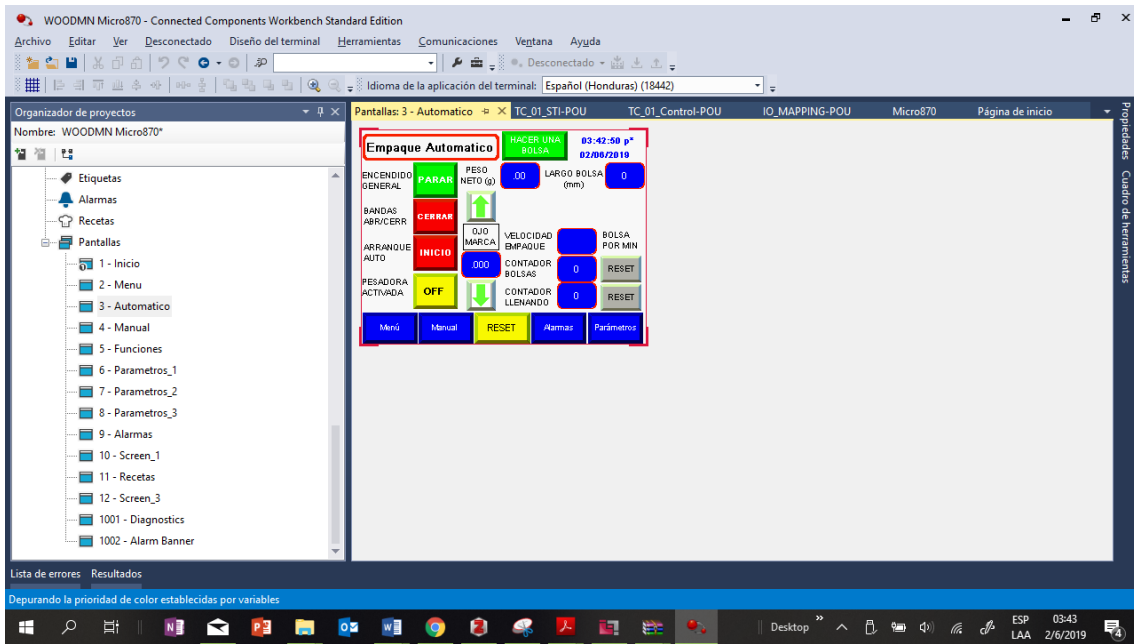 WOODMN Micro870 - Connected Components Workbench Standard Edition
Archivo Editar Ver Desconectado Diseño del terminal Herramientas Comunicaciones Ventana Ayuda
Desconectado
Idioma de la aplicación del terminal: Español (Honduras) (18442)
Organizador de proyectos
Nombre: WOODMN Micro870*
Etiquetas
Alarmas
Recetas
Pantallas
1 - Inicio
2 - Menu
3 - Automatico
4 - Manual
5 - Funciones
6 - Parametros_1
7 - Parametros_2
8 - Parametros_3
9 - Alarmas
10 - Screen_1
11 - Recetas
12 - Screen_3
1001 - Diagnostics
1002 - Alarm Banner
Pantallas: 3 - Automatico TC_01_STI-POU TC_01_Control-POU IO_MAPPING-POU Micro870 Página de inicio
Empaque Automatico
HACER UNA
BOLSA
03:42:50 p*
02/06/2019
ENCENDIDO
GENERAL
PARAR
PESO
NETO (g)
.00
LARGO BOLSA
(mm)
0
BANDAS
ABR/CERR
CERRAR
OJO
MARCA
VELOCIDAD
EMPAQUE
BOLSA
POR MIN
ARRANQUE
AUTO
INICIO
.000
CONTADOR
BOLSAS
0
RESET
PESADORA
ACTIVADA
OFF
CONTADOR
LLENANDO
0
RESET
Menú Manual RESET Alarmas Parámetros
Propiedades
Cuadro de herramientas
Lista de errores Resultados
Depurando la prioridad de color establecidas por variables
Desktop
ESP
LAA
03:43
2/6/2019
4